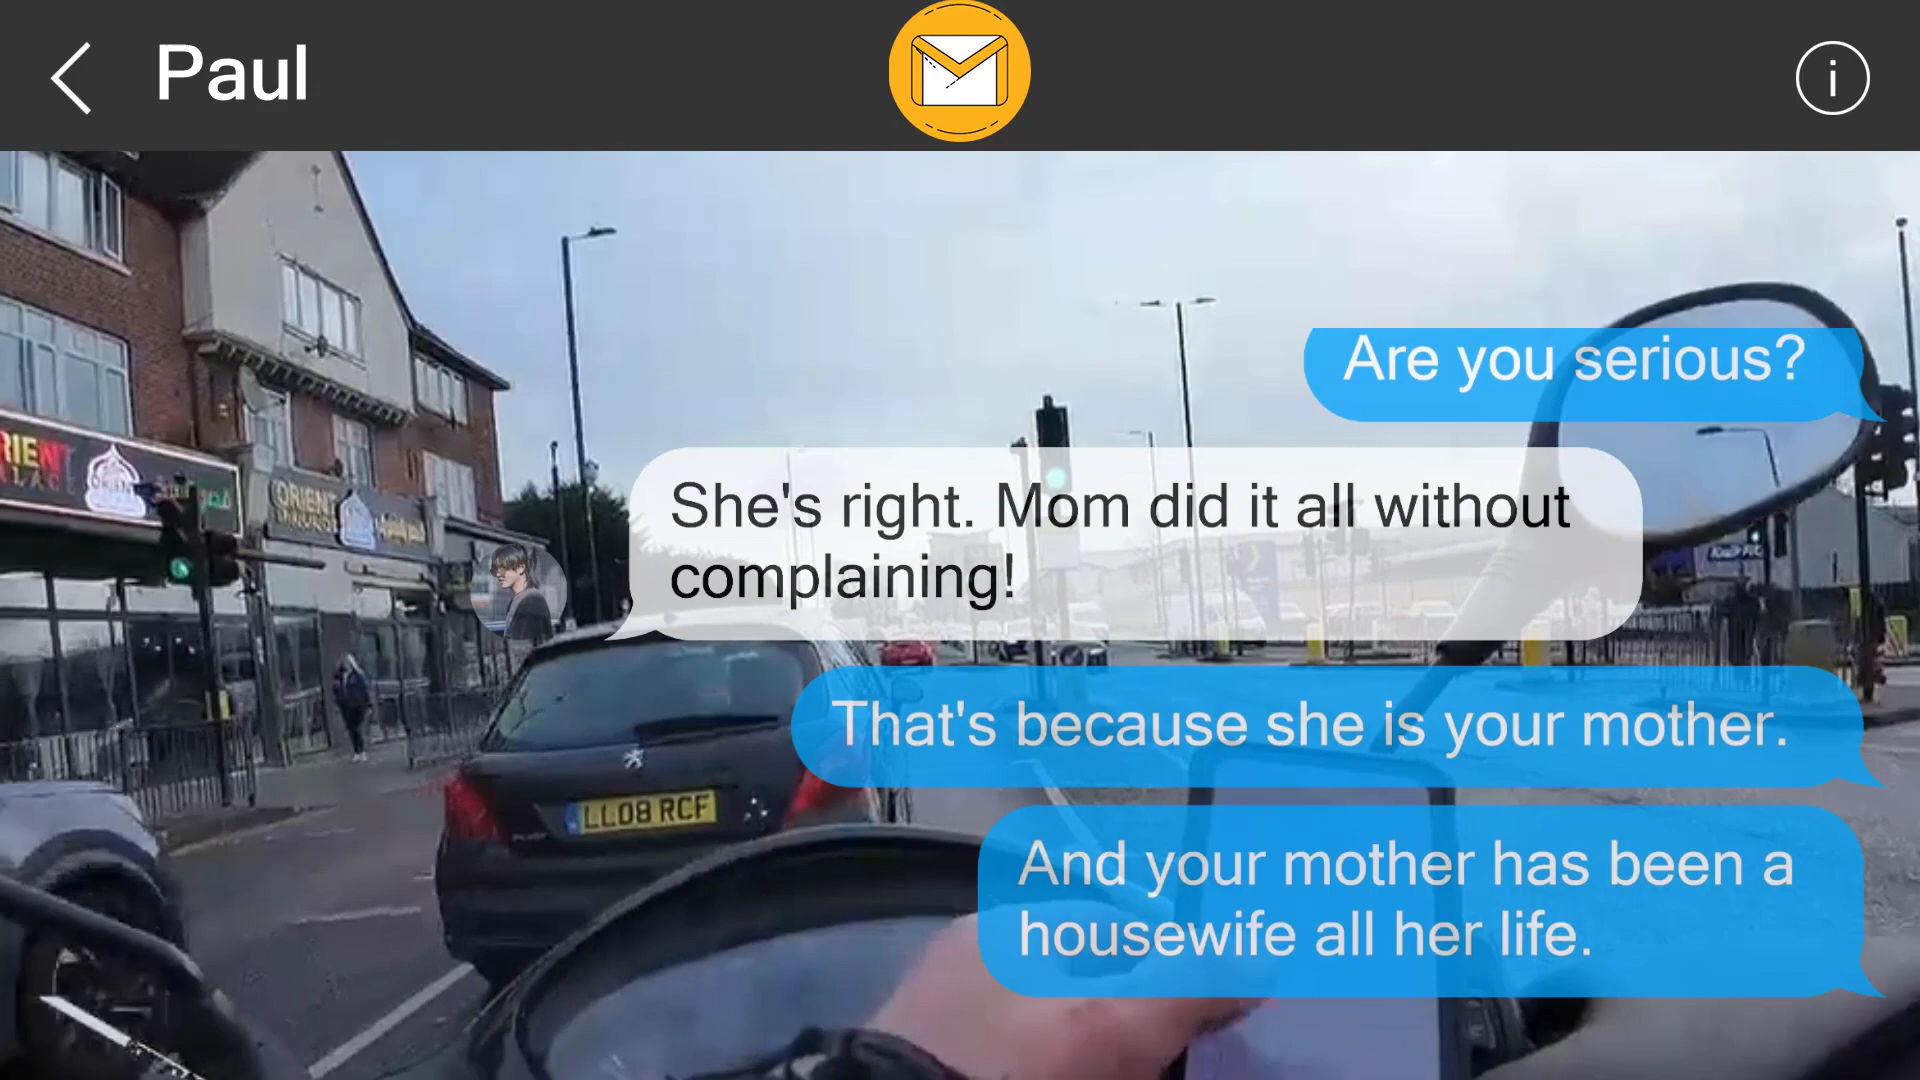 Paul
i
Are you serious?
She's right. Mom did it all without
complaining!
That's because she is your mother.
And your mother has been a
housewife all her life.
ORIENT
LL08 RCF